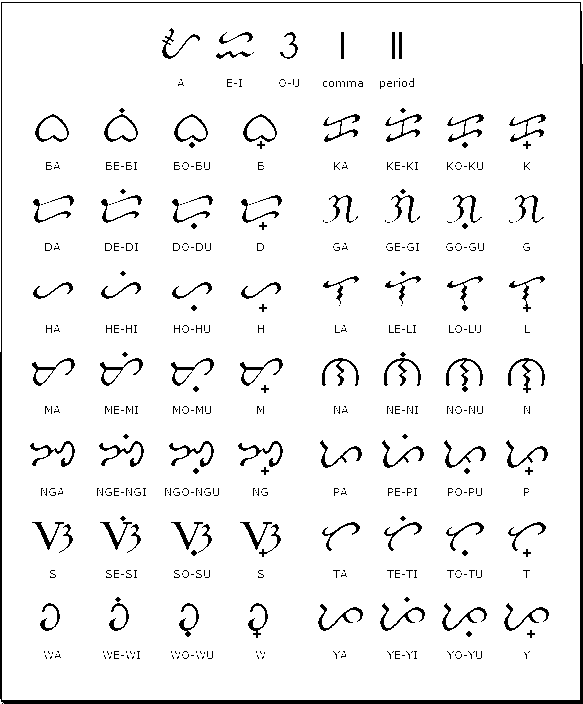 ᜀ ᜁ ᜂ ᜵ ᜶
A E-I O-U comma period
ᜊ ᜊᜒ ᜊᜓ ᜊ᜔ ᜃ ᜃᜒ ᜃᜓ ᜃ᜔
BA BE-BI BO-BU B KA KE-KI KO-KU K
ᜇ ᜇᜒ ᜇᜓ ᜇ᜔ ᜄ ᜄᜒ ᜄᜓ ᜄ
DA DE-DI DO-DU D GA GE-GI GO-GU G
ᜑ ᜑᜒ ᜑᜓ ᜑ᜔ ᜎ ᜎᜒ ᜎᜓ ᜎ᜔
HA HE-HI HO-HU H LA LE-LI LO-LU L
ᜋ ᜋᜒ ᜋᜓ ᜋ᜔ ᜈ ᜈᜒ ᜈᜓ ᜈ᜔
MA ME-MI MO-MU M NA NE-NI NO-NU N
ᜅ ᜅᜒ ᜅᜓ ᜅ᜔ ᜉ ᜉᜒ ᜉᜓ ᜉ᜔
NGA NGE-NGI NGO-NGU NG PA PE-PI PO-PU P
ᜐ ᜐᜒ ᜐᜓ ᜐ᜔ ᜆ ᜆᜒ ᜆᜓ ᜆ᜔
S SE-SI SO-SU S TA TE-TI TO-TU T
ᜏ ᜏᜒ ᜏᜓ ᜏ᜔ ᜌ ᜌᜒ ᜌᜓ ᜌ᜔
WA WE-WI WO-WU W YA YE-YI YO-YU Y